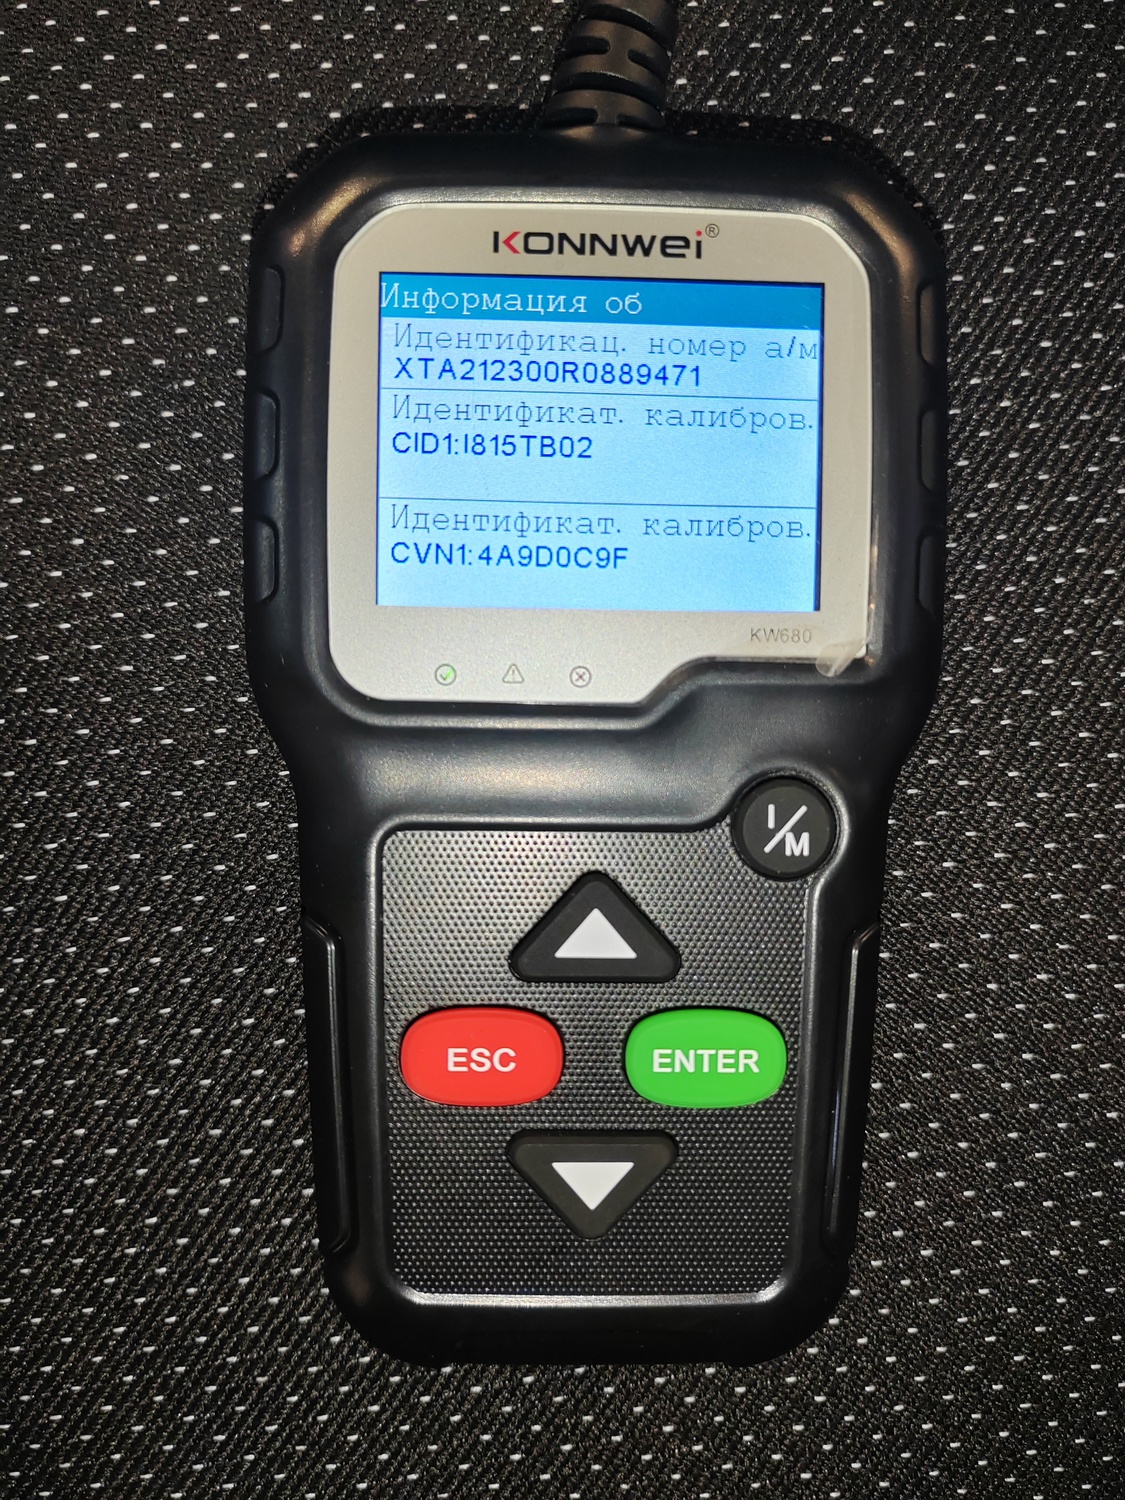 KONNWEI®
Информация об
Идентификац. номер а/м
XTA212300R0889471
Идентификат. калибров.
CID1:I815TB02
Идентификат. калибров.
CVN1:4A9D0C9F
KW680
I/M
ESC
ENTER